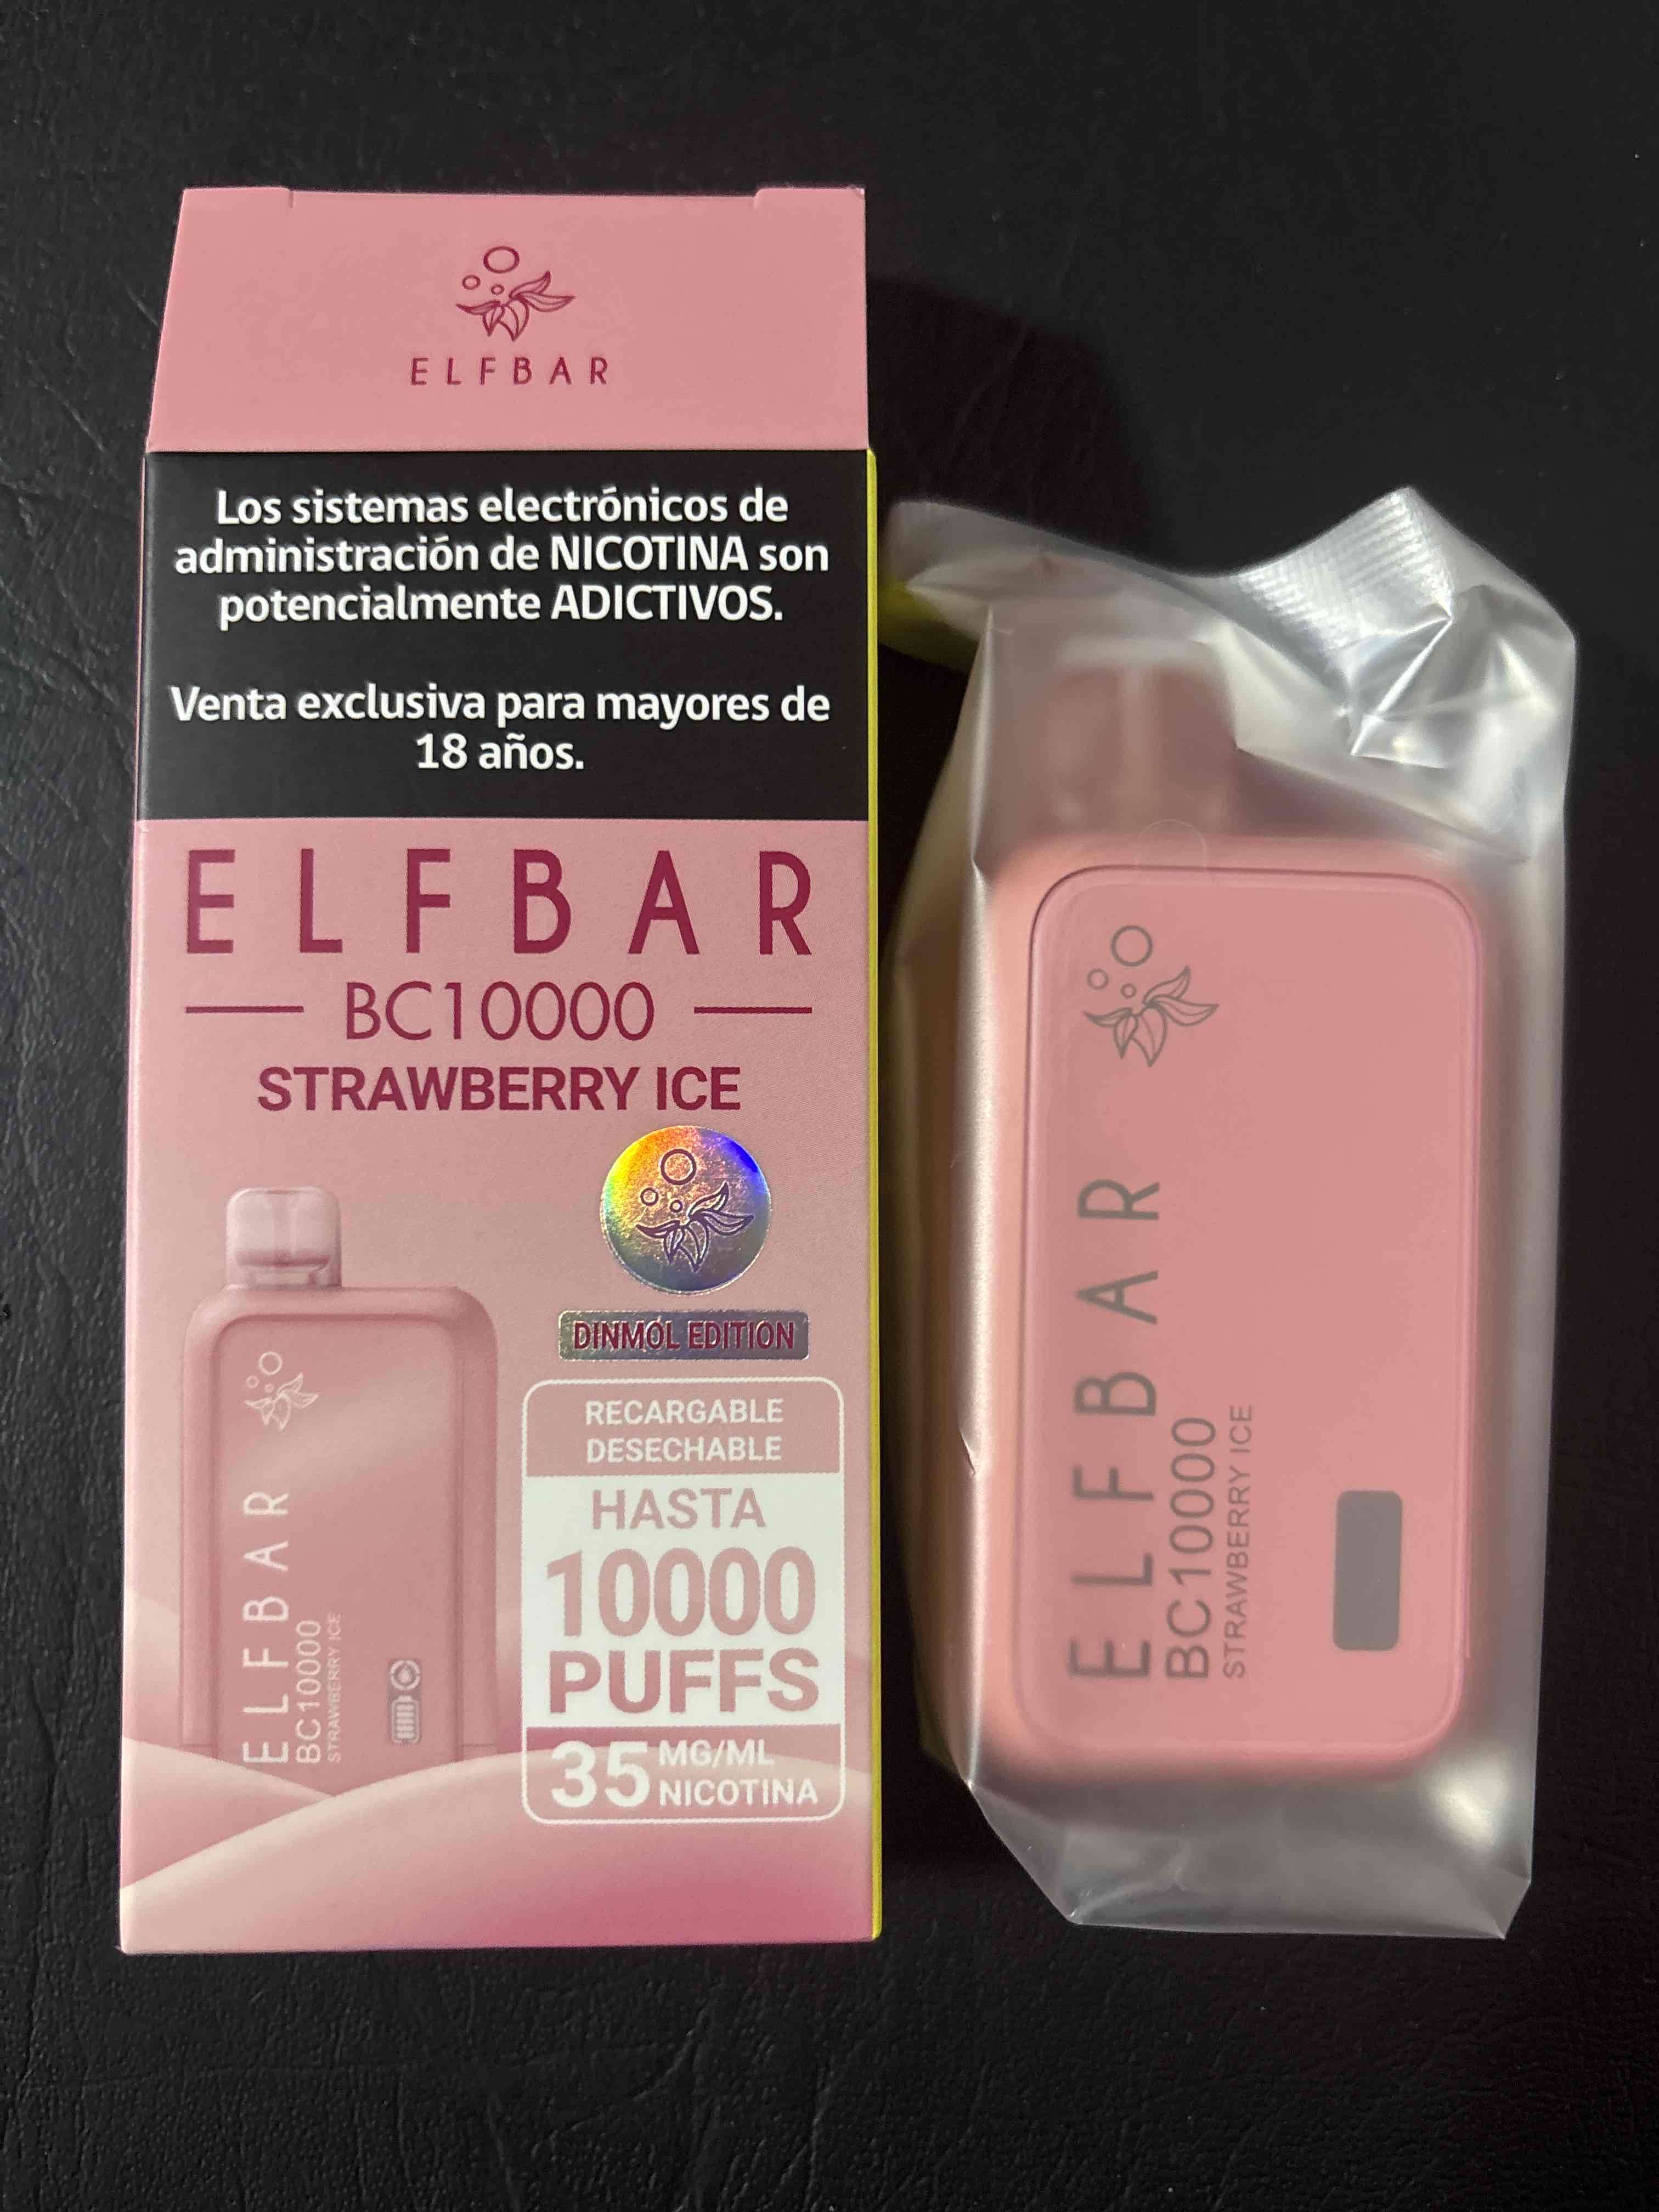 ELFBAR
Los sistemas electrónicos de
administración de NICOTINA son
potencialmente ADICTIVOS.
Venta exclusiva para mayores de
18 años.
ELFBAR
BC10000
STRAWBERRY ICE
DINMOL EDITION
RECARGABLE
DESECHABLE
HASTA
10000
PUFFS
35 MG/ML
NICOTINA
ELFBAR
BC10000
STRAWBERRY ICE
ELFBAR
BC10000
STRAWBERRY ICE